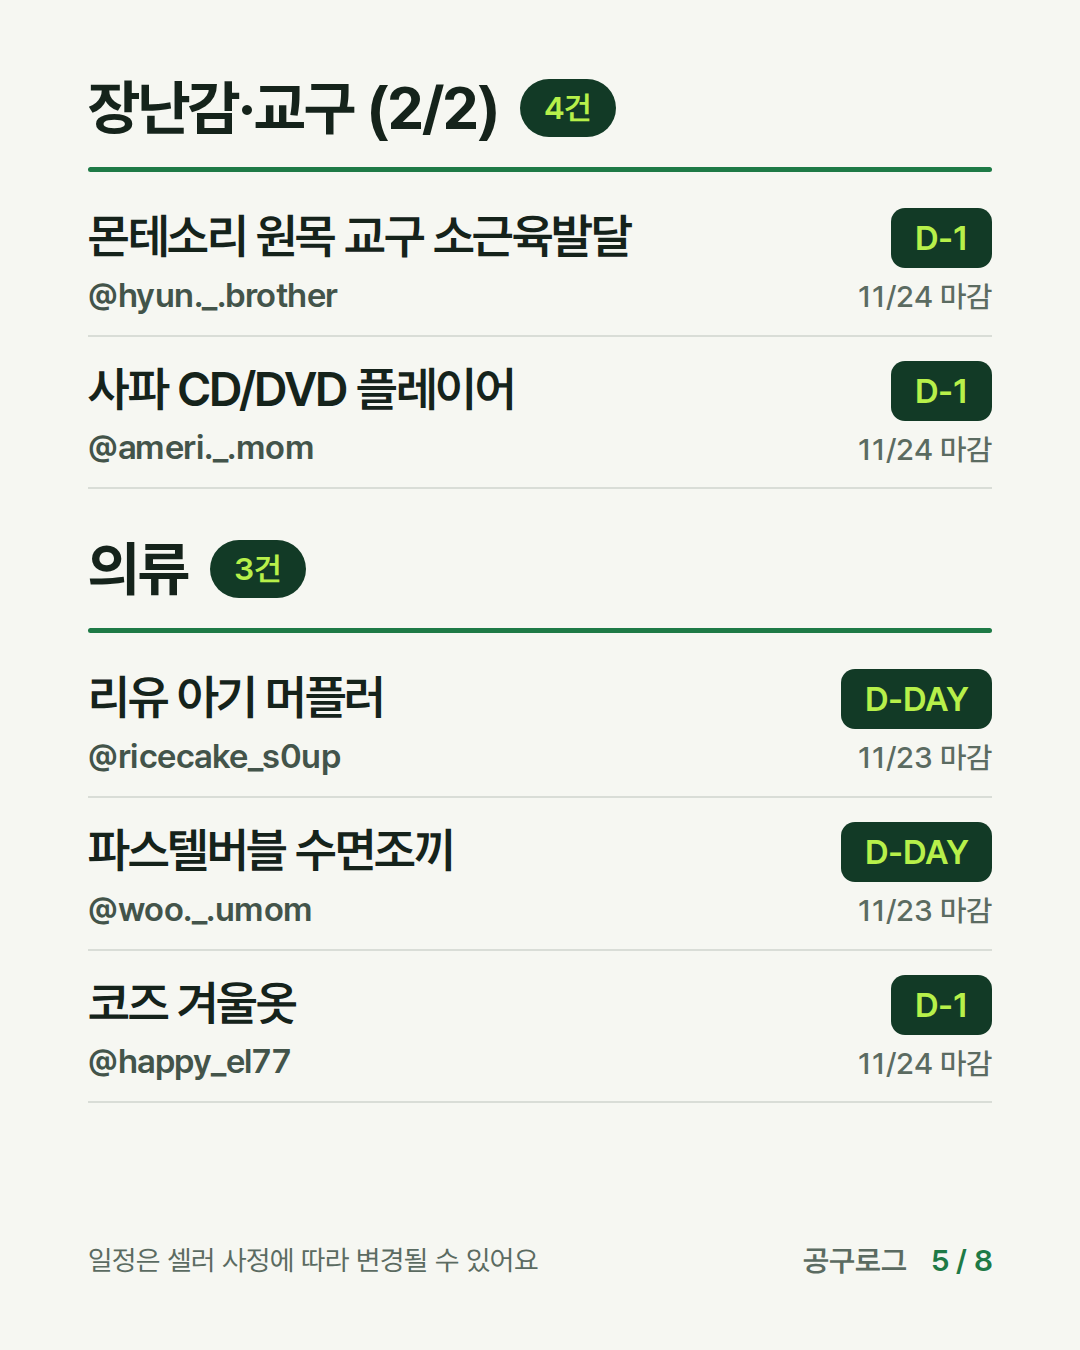 장난감·교구 (2/2) 4건
몬테소리 원목 교구 소근육발달 D-1
@hyun._.brother 11/24 마감
사파 CD/DVD 플레이어 D-1
@ameri._.mom 11/24 마감
의류 3건
리유 아기 머플러 D-DAY
@ricecake_s0up 11/23 마감
파스텔버블 수면조끼 D-DAY
@woo._.umom 11/23 마감
코즈 겨울옷 D-1
@happy_el77 11/24 마감
일정은 셀러 사정에 따라 변경될 수 있어요 공구로그 5 / 8